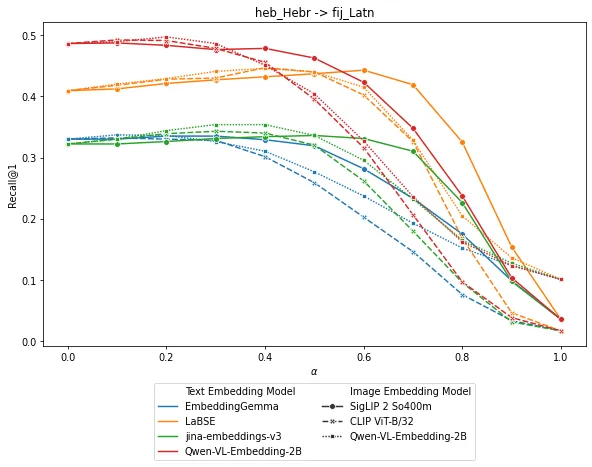 heb_Hebr -> fij_Latn
Recall@1
0.5
0.4
0.3
0.2
0.1
0.0
0.0 0.2 0.4 0.6 0.8 1.0
α
Text Embedding Model Image Embedding Model
EmbeddingGemma SigLIP 2 So400m
LaBSE CLIP ViT-B/32
jina-embeddings-v3 Qwen-VL-Embedding-2B
Qwen-VL-Embedding-2B